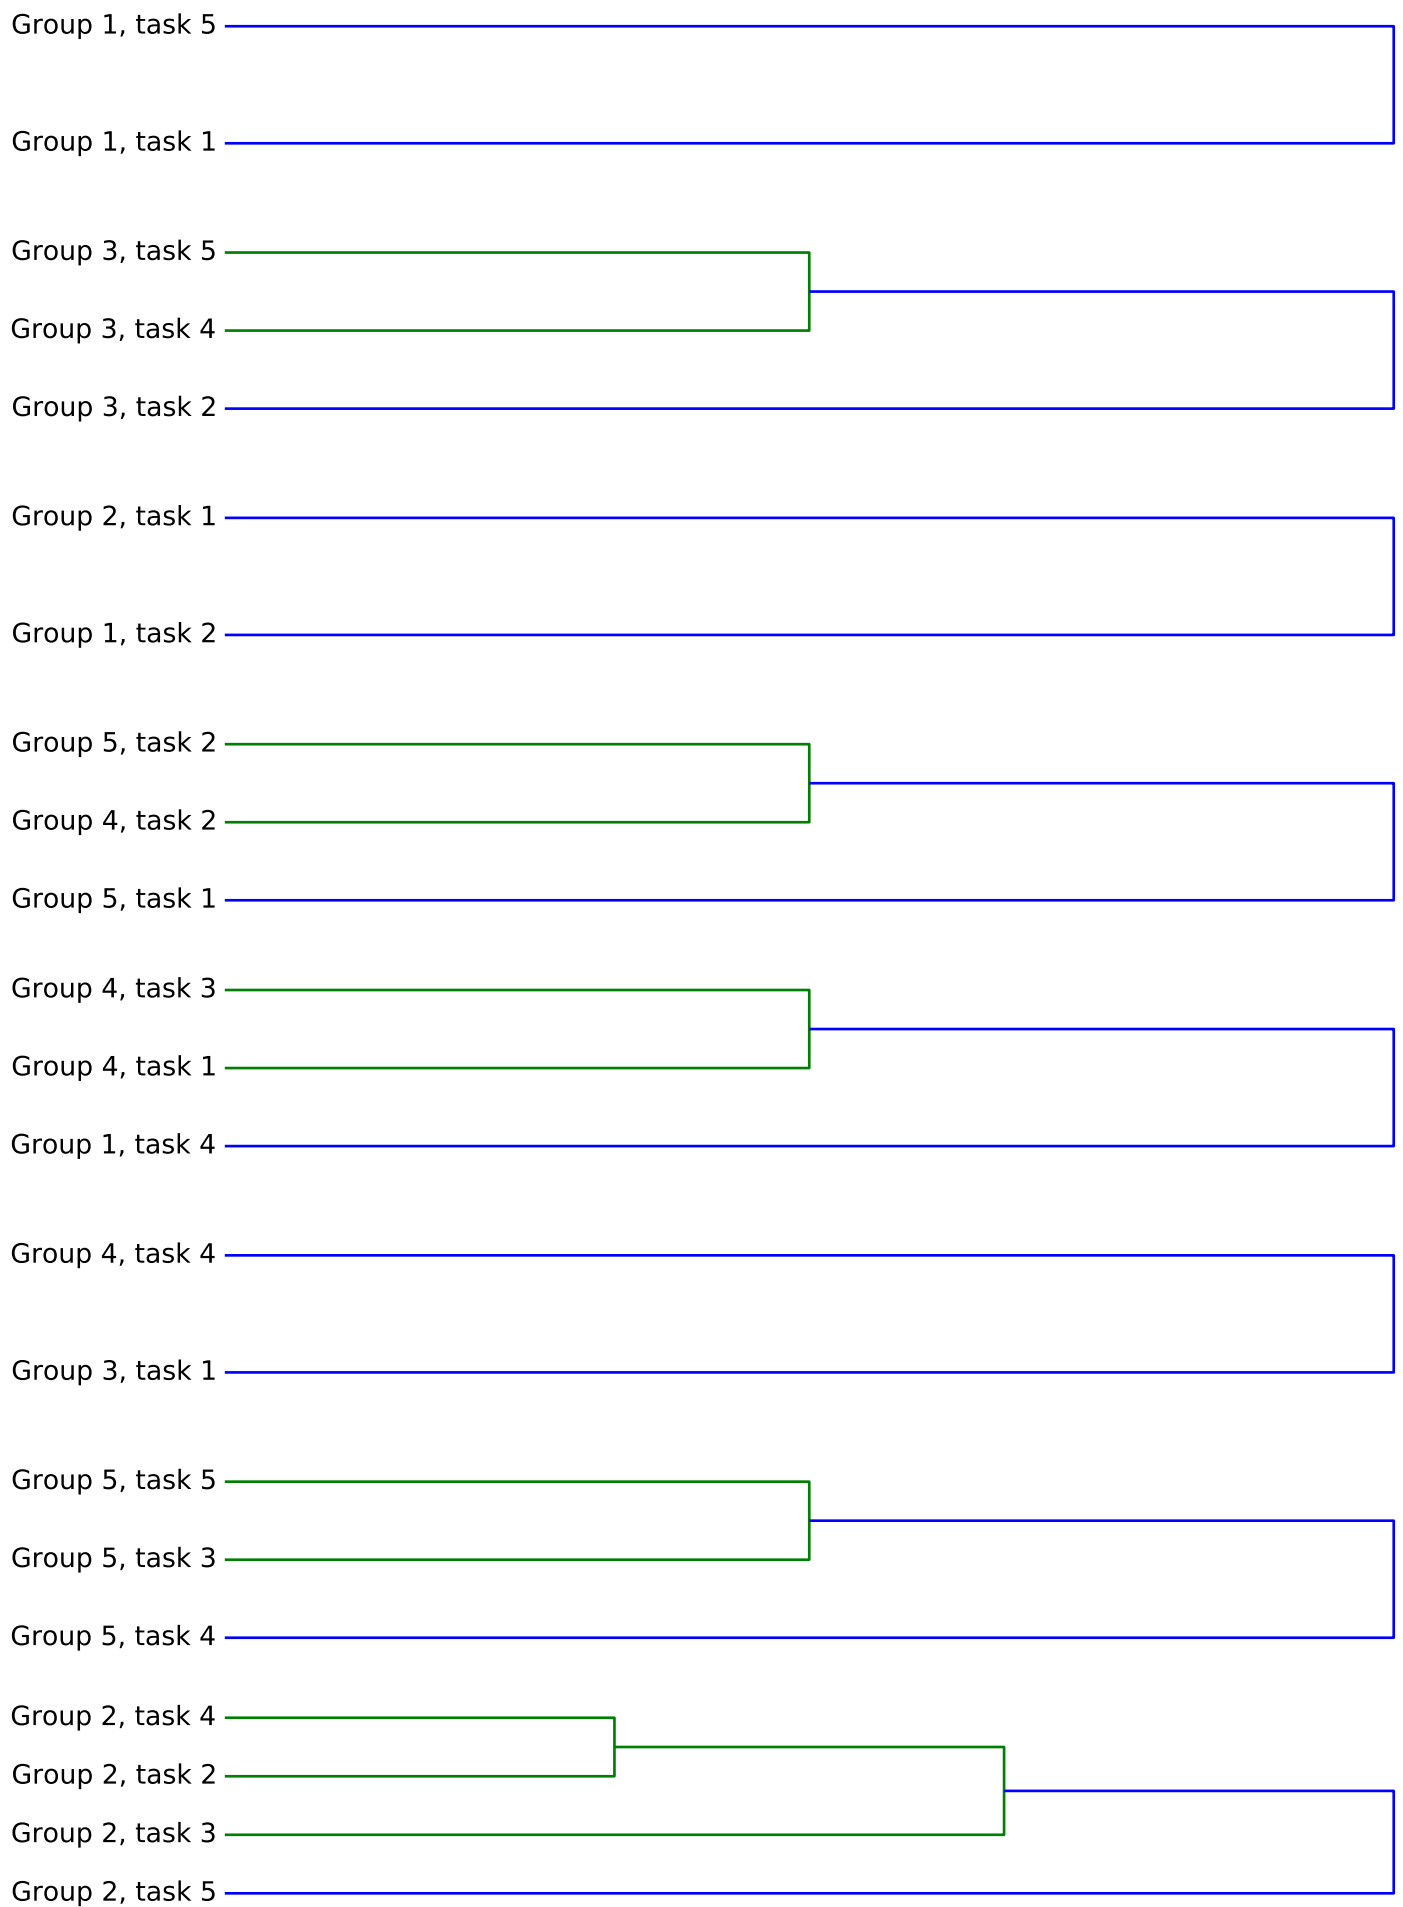 Group 1, task 5
Group 1, task 1
Group 3, task 5
Group 3, task 4
Group 3, task 2
Group 2, task 1
Group 1, task 2
Group 5, task 2
Group 4, task 2
Group 5, task 1
Group 4, task 3
Group 4, task 1
Group 1, task 4
Group 4, task 4
Group 3, task 1
Group 5, task 5
Group 5, task 3
Group 5, task 4
Group 2, task 4
Group 2, task 2
Group 2, task 3
Group 2, task 5